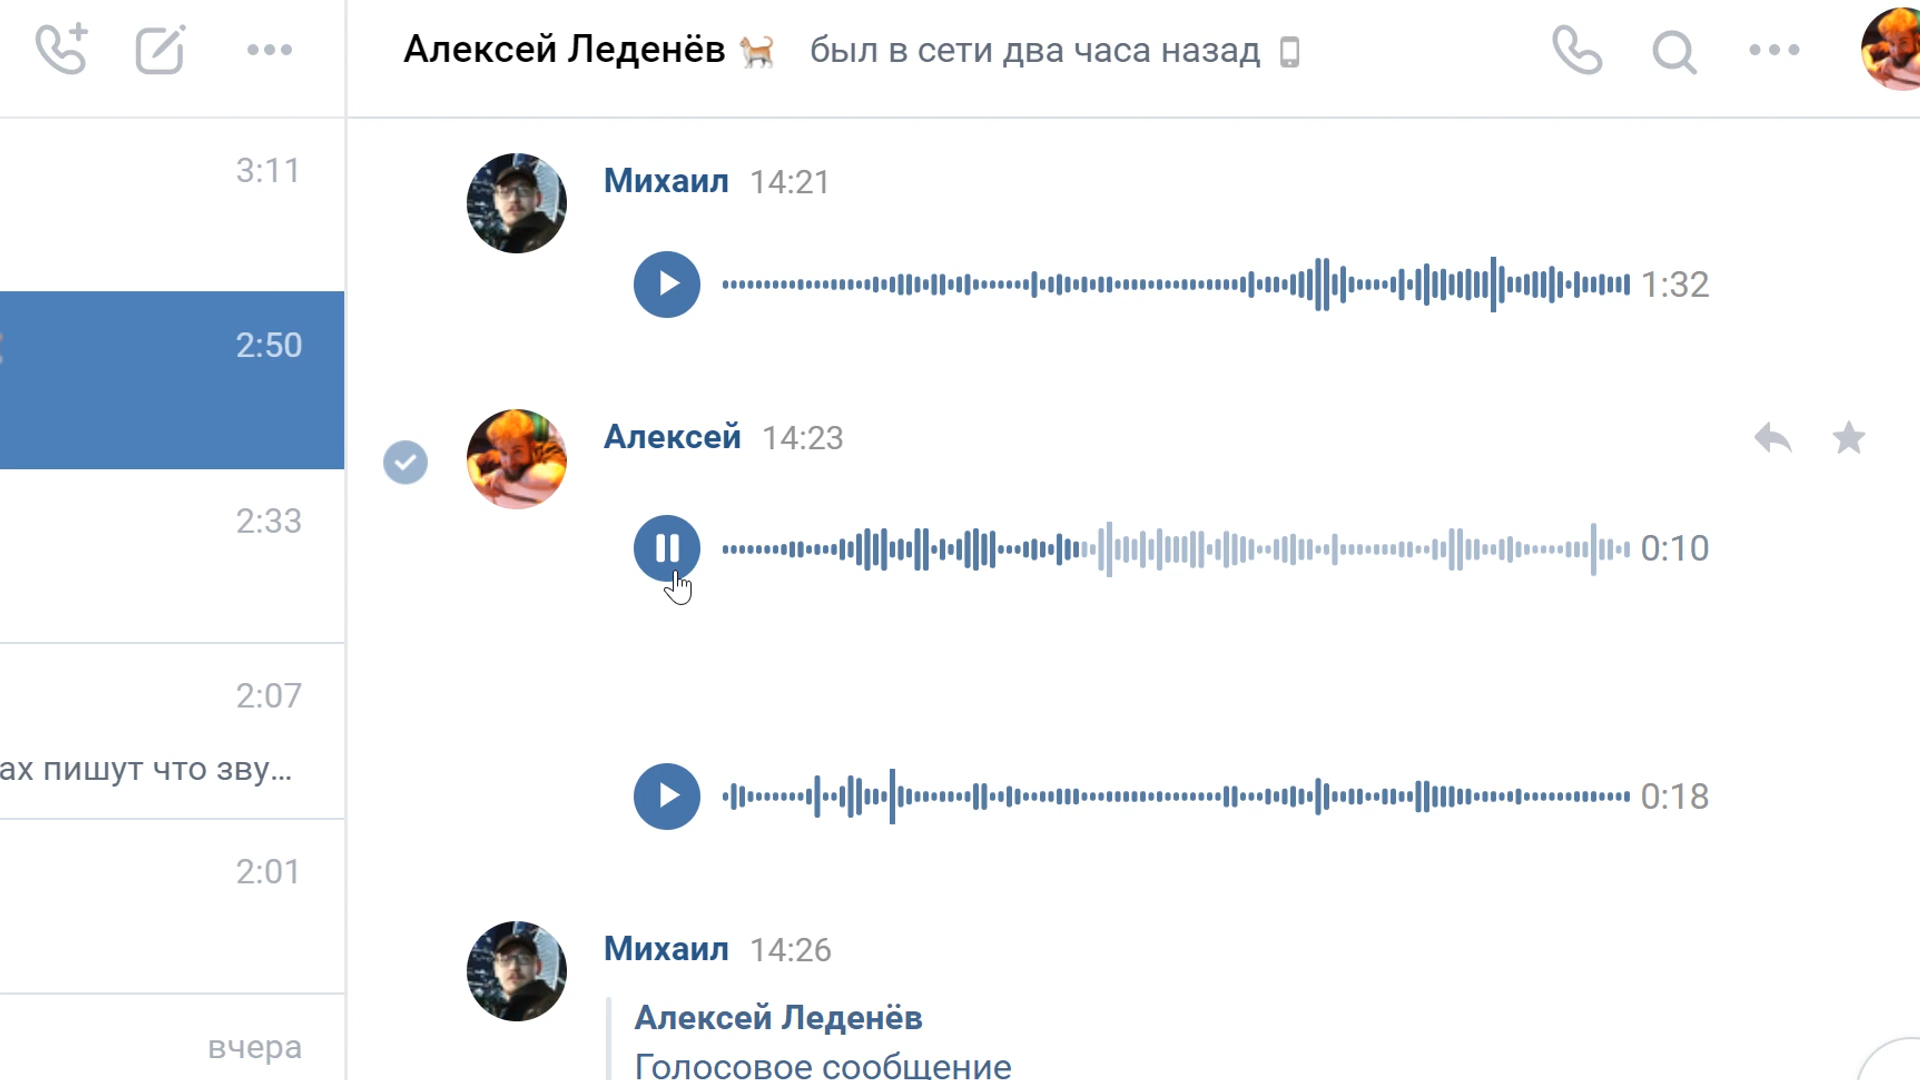 Алексей Леденёв был в сети два часа назад
3:11
2:50
2:33
2:07
ах пишут что зву...
2:01
вчера
Михаил 14:21
1:32
Алексей 14:23
0:10
0:18
Михаил 14:26
Алексей Леденёв
Голосовое сообщение